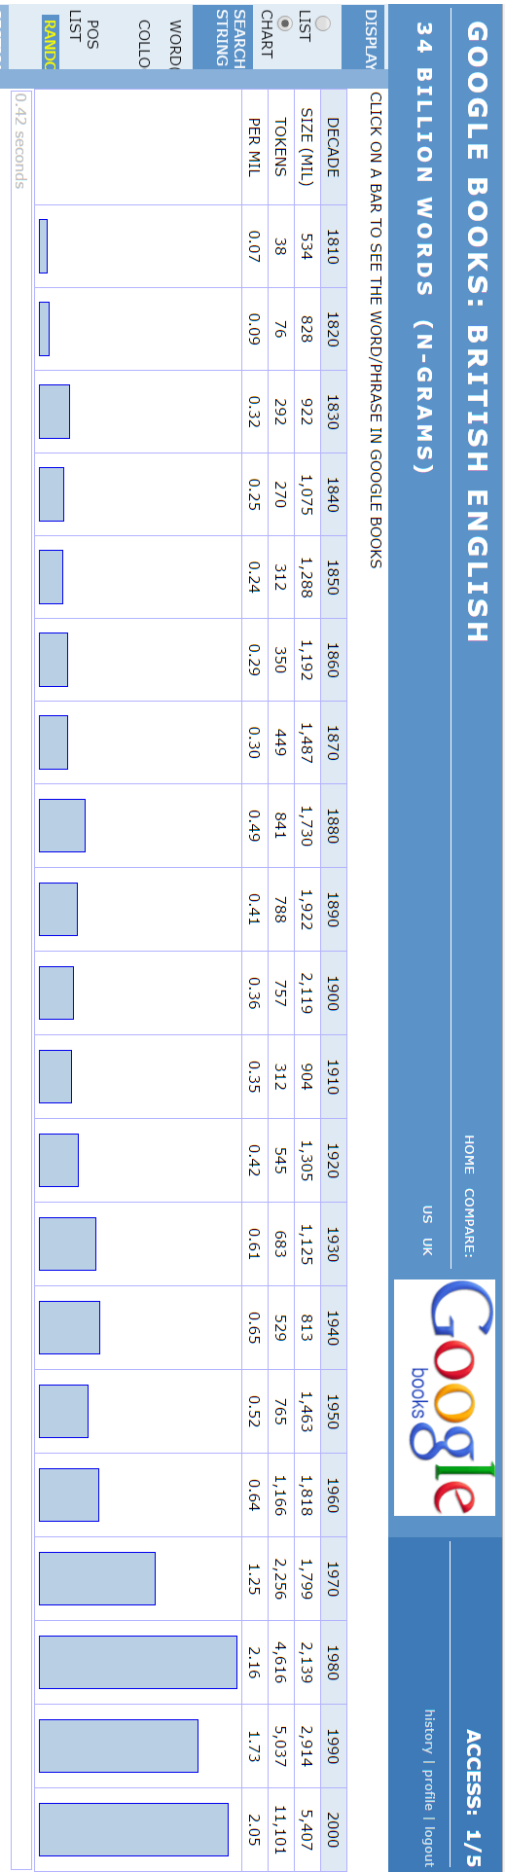 GOOGLE BOOKS: BRITISH ENGLISH
34 BILLION WORDS (N-GRAMS)
HOME COMPARE:
US UK
Google
books
ACCESS: 1/5
history | profile | logout
DISPLAY
LIST
CHART
SEARCH
STRING
COLLO
POS
LIST
CLICK ON A BAR TO SEE THE WORD/PHRASE IN GOOGLE BOOKS
DECADE 1810 1820 1830 1840 1850 1860 1870 1880 1890 1900 1910 1920 1930 1940 1950 1960 1970 1980 1990 2000
SIZE (MIL) 534 828 922 1,075 1,288 1,192 1,487 1,730 1,922 2,119 904 1,305 1,125 813 1,463 1,818 1,799 2,139 2,914 5,407
TOKENS 38 76 292 270 312 350 449 841 788 757 312 545 683 529 765 1,166 2,256 4,616 5,037 11,101
PER MIL 0.07 0.09 0.32 0.25 0.24 0.29 0.30 0.49 0.41 0.36 0.35 0.42 0.61 0.65 0.52 0.64 1.25 2.16 1.73 2.05
0.42 seconds